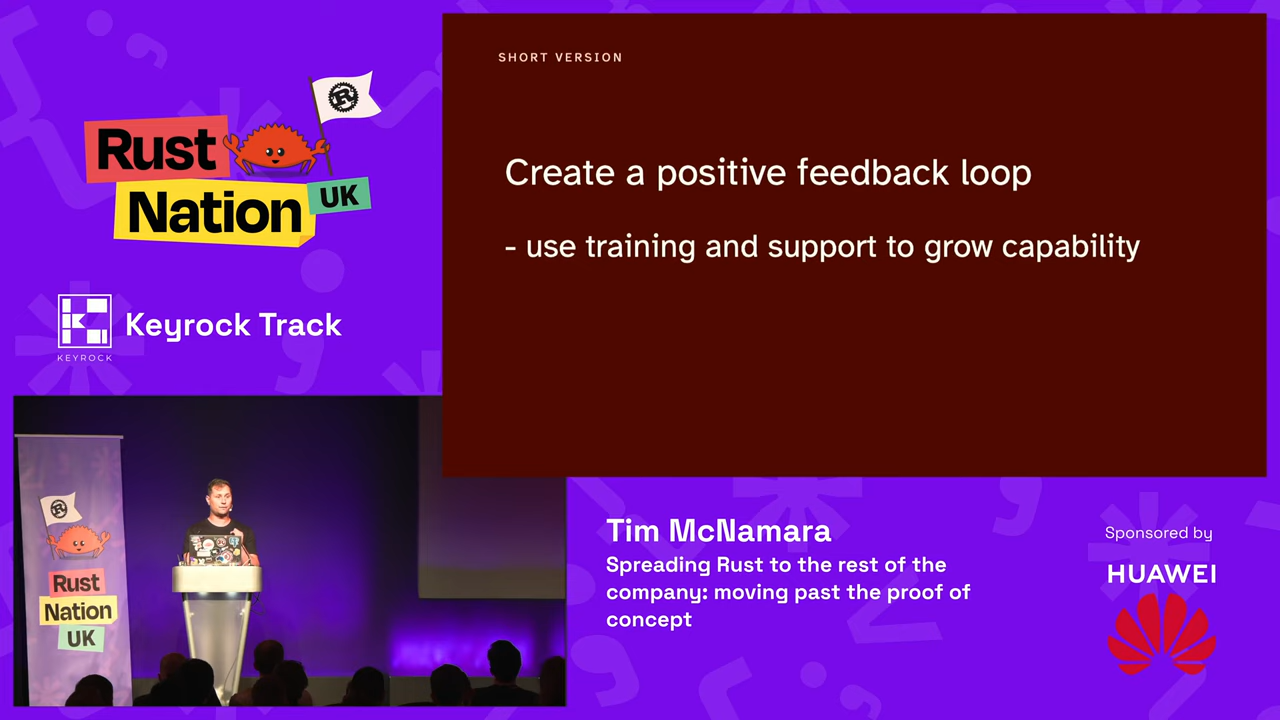 SHORT VERSION
Create a positive feedback loop
- use training and support to grow capability
Rust
Nation
UK
R
KEYROCK
Keyrock Track
R
Rust
Nation
UK
Tim McNamara
Spreading Rust to the rest of the
company: moving past the proof of
concept
Sponsored by
HUAWEI